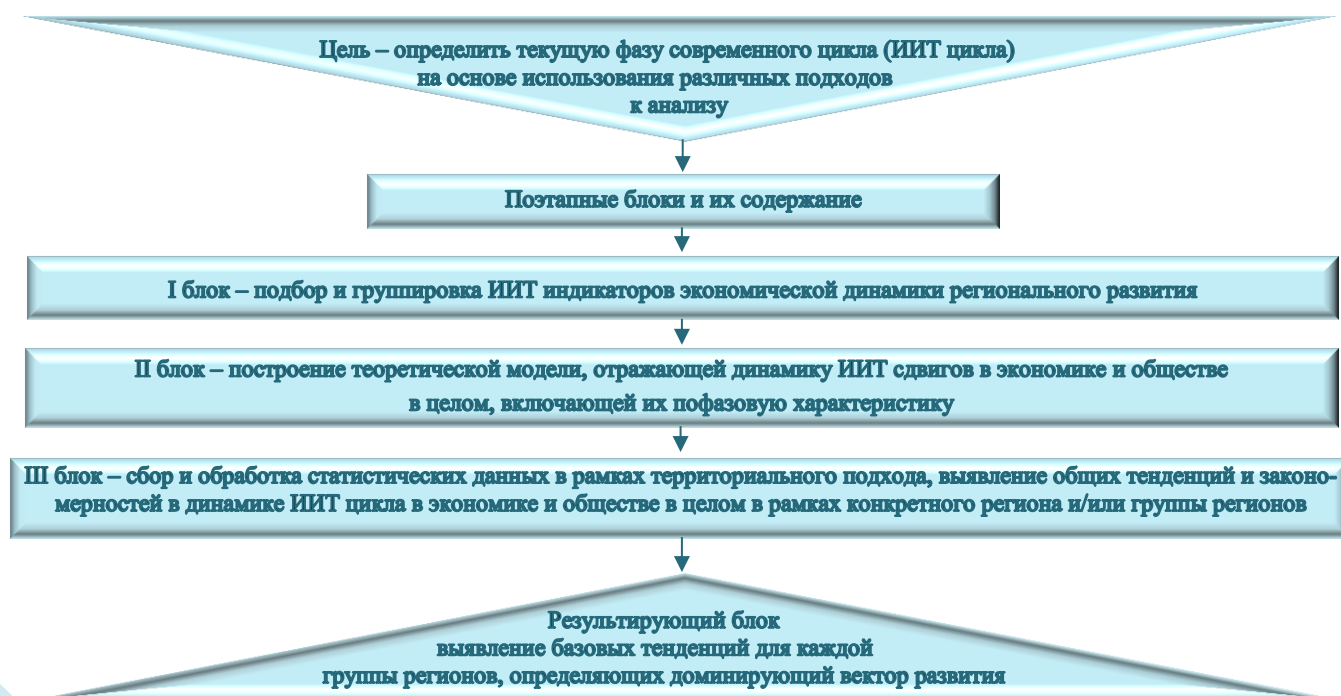 Цель – определить текущую фазу современного цикла (ИИТ цикла)
на основе использования различных подходов
к анализу
Поэтапные блоки и их содержание
I блок – подбор и группировка ИИТ индикаторов экономической динамики регионального развития
II блок – построение теоретической модели, отражающей динамику ИИТ сдвигов в экономике и обществе
в целом, включающей их пофазовую характеристику
III блок – сбор и обработка статистических данных в рамках территориального подхода, выявление общих тенденций и законо-
мерностей в динамике ИИТ цикла в экономике и обществе в целом в рамках конкретного региона и/или группы регионов
Результирующий блок
выявление базовых тенденций для каждой
группы регионов, определяющих доминирующий вектор развития